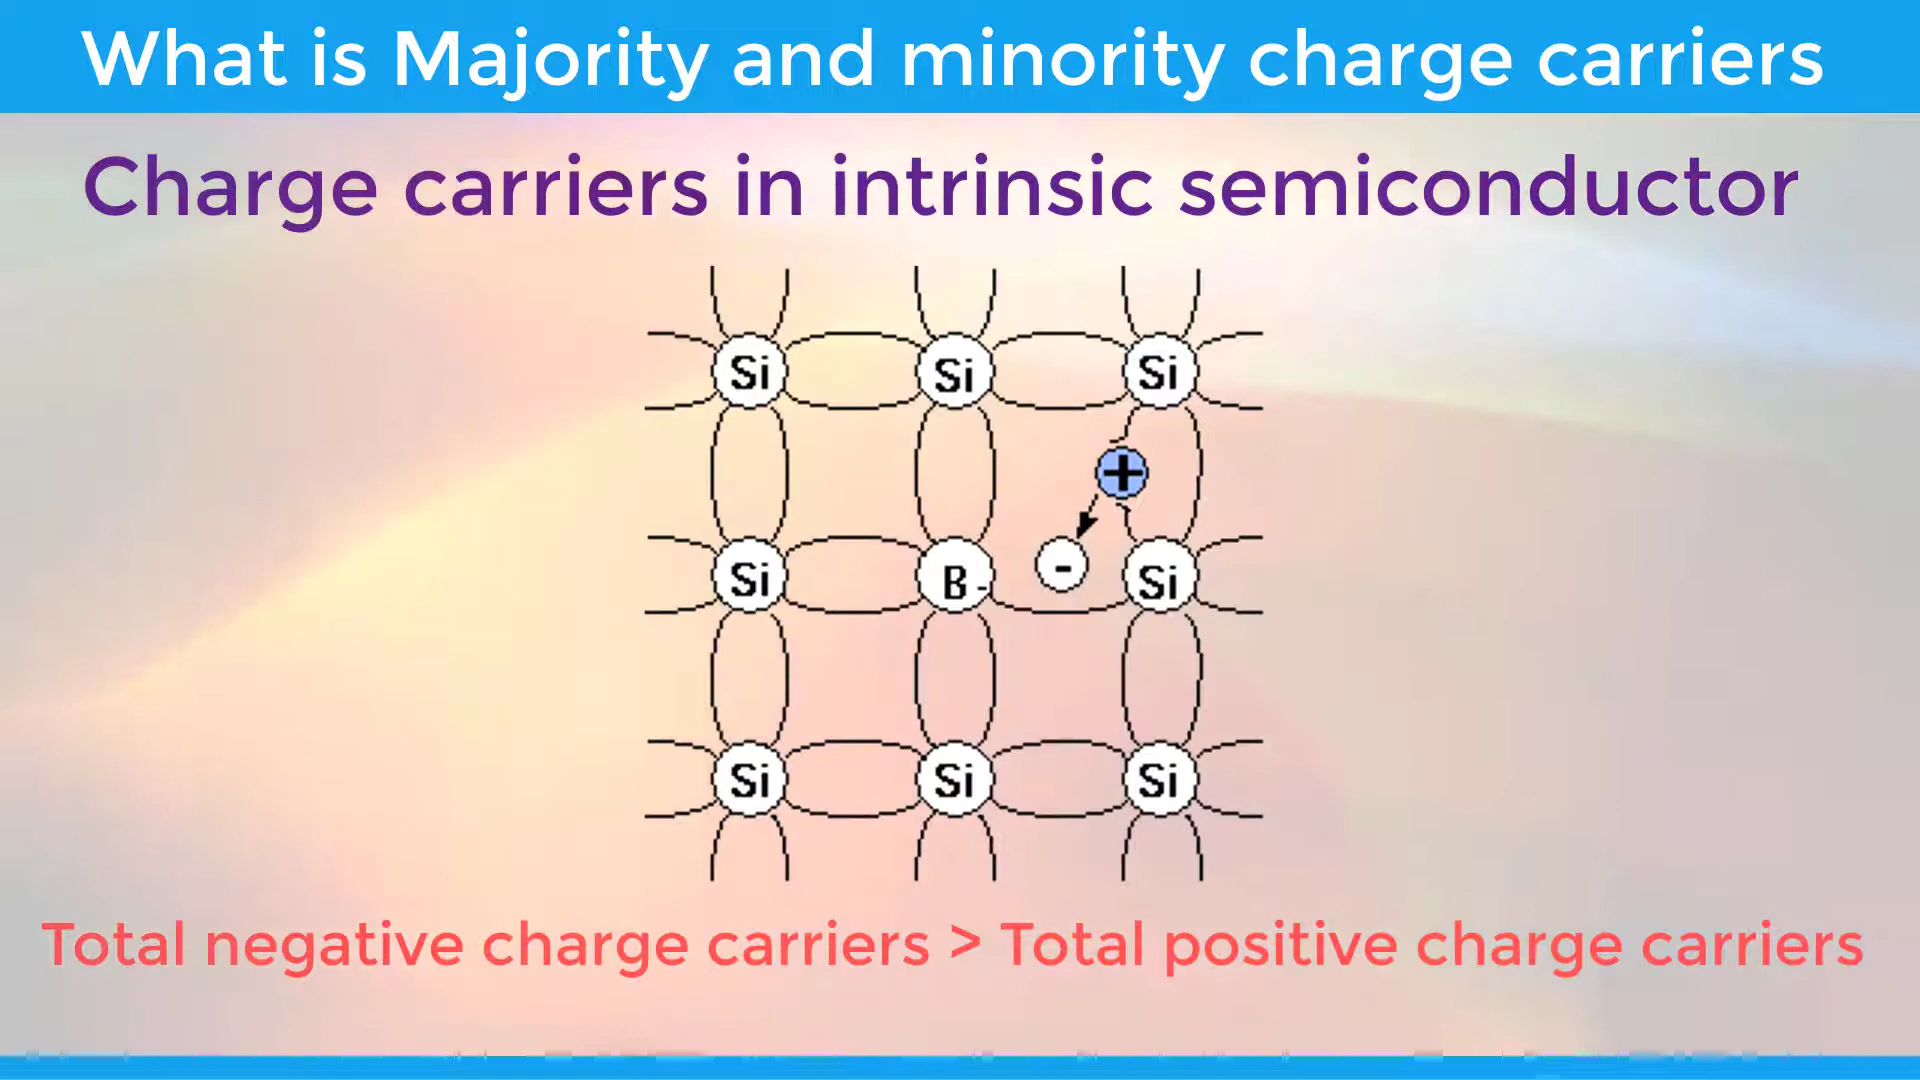 What is Majority and minority charge carriers
Charge carriers in intrinsic semiconductor
Si Si Si
+
-
Si B- Si
Si Si Si
Total negative charge carriers > Total positive charge carriers